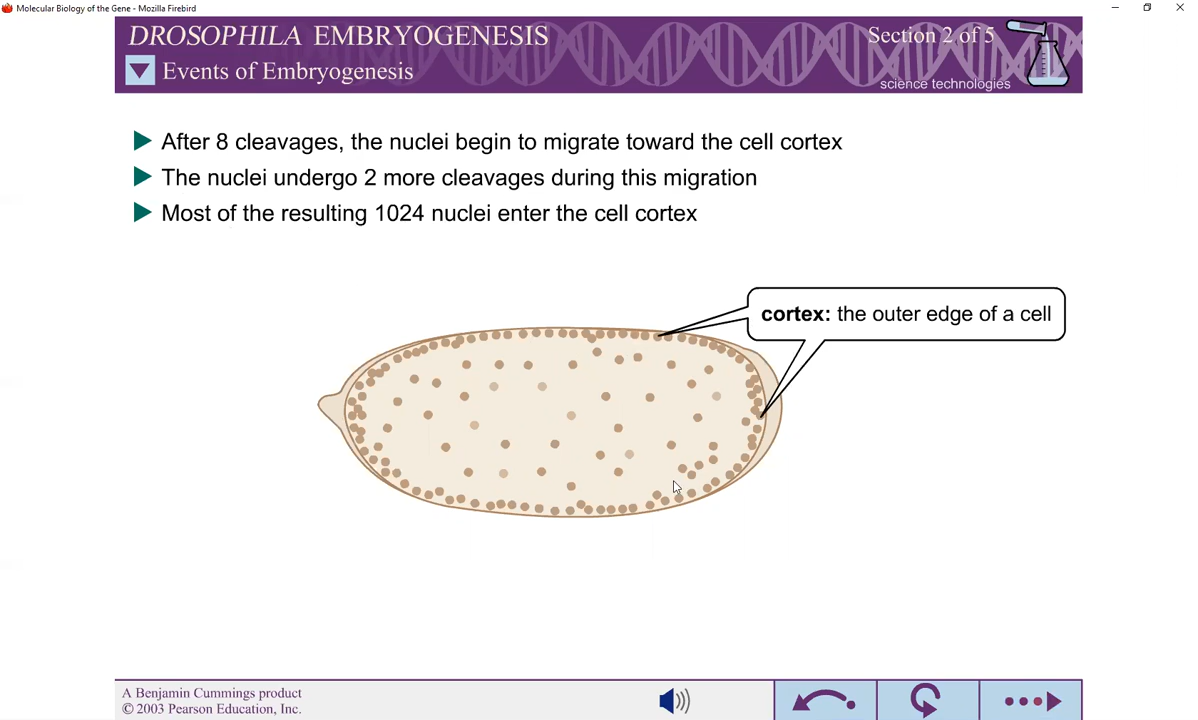 Molecular Biology of the Gene - Mozilla Firebird
DROSOPHILA EMBRYOGENESIS
Section 2 of 5
Events of Embryogenesis
science technologies
After 8 cleavages, the nuclei begin to migrate toward the cell cortex
The nuclei undergo 2 more cleavages during this migration
Most of the resulting 1024 nuclei enter the cell cortex
cortex: the outer edge of a cell
A Benjamin Cummings product
© 2003 Pearson Education, Inc.